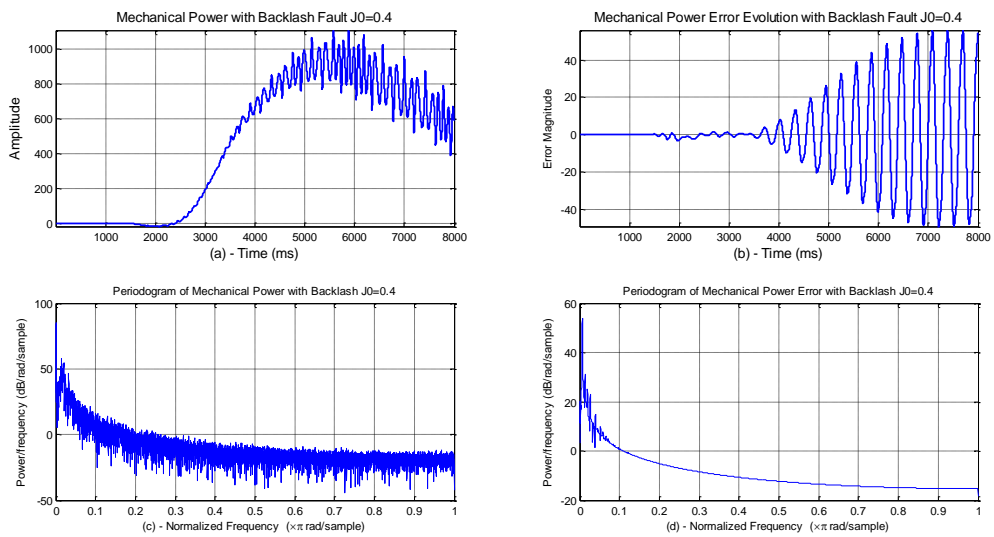 Mechanical Power with Backlash Fault J0=0.4
Amplitude
1000
800
600
400
200
0
1000 2000 3000 4000 5000 6000 7000 8000
(a) - Time (ms)
Mechanical Power Error Evolution with Backlash Fault J0=0.4
Error Magnitude
40
20
0
-20
-40
1000 2000 3000 4000 5000 6000 7000 8000
(b) - Time (ms)
Periodogram of Mechanical Power with Backlash J0=0.4
Power/frequency (dB/rad/sample)
100
50
0
-50
0 0.1 0.2 0.3 0.4 0.5 0.6 0.7 0.8 0.9 1
(c) - Normalized Frequency (×π rad/sample)
Periodogram of Mechanical Power Error with Backlash J0=0.4
Power/frequency (dB/rad/sample)
60
40
20
0
-20
0 0.1 0.2 0.3 0.4 0.5 0.6 0.7 0.8 0.9 1
(d) - Normalized Frequency (×π rad/sample)